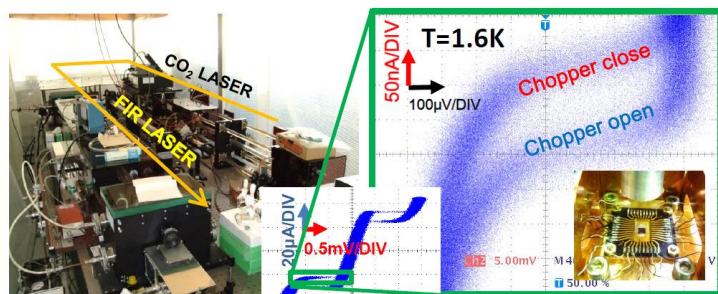 CO₂ LASER
FIR LASER
20μA/DIV
0.5mV/DIV
T
50nA/DIV
T=1.6K
100μV/DIV
Chopper close
Chopper open
Ch2 5.00mV
T 50.00 %